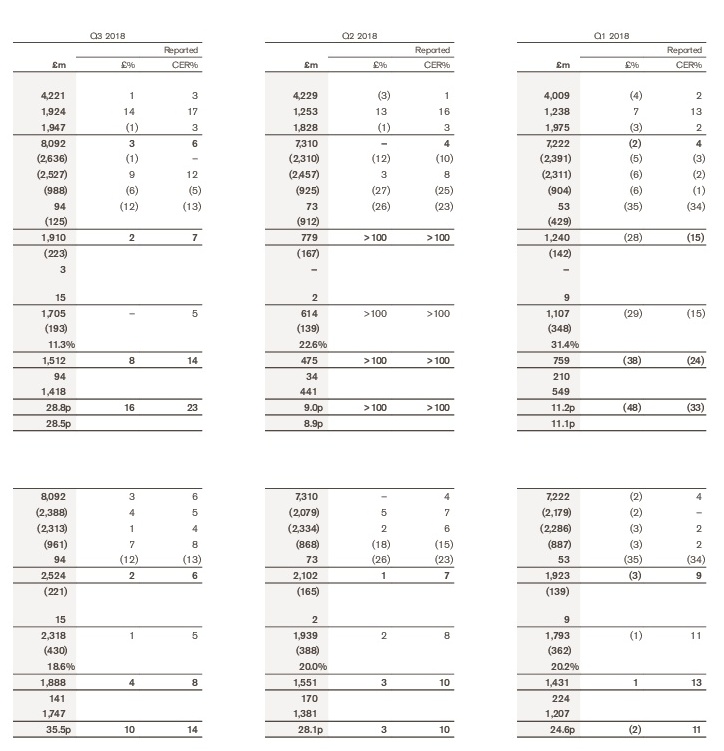 Q3 2018 Q2 2018 Q1 2018
Reported Reported Reported
£m £% CER% £m £% CER% £m £% CER%
4,221 1 3 4,229 (3) 1 4,009 (4) 2
1,924 14 17 1,253 13 16 1,238 7 13
1,947 (1) 3 1,828 (1) 3 1,975 (3) 2
8,092 3 6 7,310 – 4 7,222 (2) 4
(2,636) (1) – (2,310) (12) (10) (2,391) (5) (3)
(2,527) 9 12 (2,457) 3 8 (2,311) (6) (2)
(988) (6) (5) (925) (27) (25) (904) (6) (1)
94 (12) (13) 73 (26) (23) 53 (35) (34)
(125) (912) (429)
1,910 2 7 779 >100 >100 1,240 (28) (15)
(223) (167) (142)
3 – –
15 2 9
1,705 – 5 614 >100 >100 1,107 (29) (15)
(193) (139) (348)
11.3% 22.6% 31.4%
1,512 8 14 475 >100 >100 759 (38) (24)
94 34 210
1,418 441 549
28.8p 16 23 9.0p >100 >100 11.2p (48) (33)
28.5p 8.9p 11.1p
8,092 3 6 7,310 – 4 7,222 (2) 4
(2,388) 4 5 (2,079) 5 7 (2,179) (2) –
(2,313) 1 4 (2,334) 2 6 (2,286) (3) 2
(961) 7 8 (868) (18) (15) (887) (3) 2
94 (12) (13) 73 (26) (23) 53 (35) (34)
2,524 2 6 2,102 1 7 1,923 (3) 9
(221) (165) (139)
15 2 9
2,318 1 5 1,939 2 8 1,793 (1) 11
(430) (388) (362)
18.6% 20.0% 20.2%
1,888 4 8 1,551 3 10 1,431 1 13
141 170 224
1,747 1,381 1,207
35.5p 10 14 28.1p 3 10 24.6p (2) 11